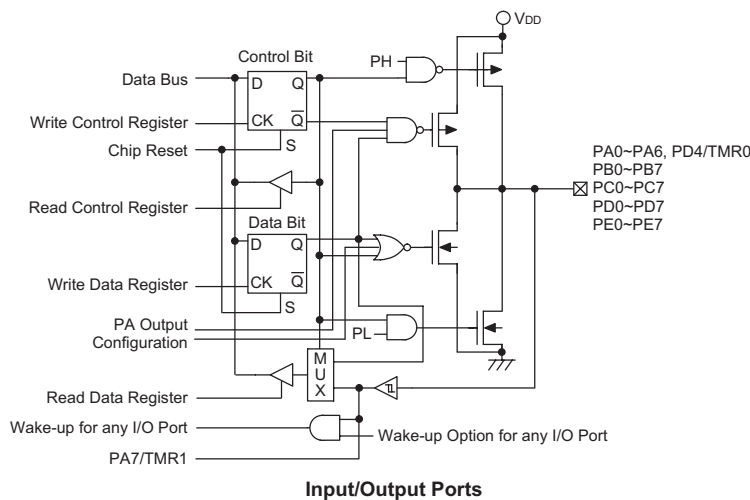 VDD
Control Bit
PH
Data Bus
D
Q
Write Control Register
CK
Q
S
Chip Reset
PA0~PA6, PD4/TMR0
PB0~PB7
PC0~PC7
PD0~PD7
PE0~PE7
Read Control Register
Data Bit
D
Q
Write Data Register
CK
Q
S
PA Output
Configuration
PL
M
U
X
Read Data Register
Wake-up for any I/O Port
Wake-up Option for any I/O Port
PA7/TMR1
Input/Output Ports